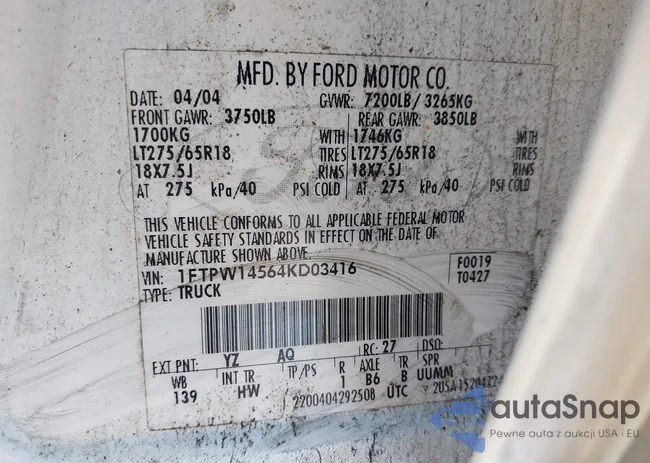 MFD. BY FORD MOTOR CO.
DATE: 04/04 GVWR: 7200LB/ 3265KG
FRONT GAWR: 3750LB REAR GAWR: 3850LB
1700KG WITH 1746KG WITH
LT275/65R18 TIRES LT275/65R18 TIRES
18X7.5J RIMS 18X7.5J RIMS
AT 275 kPa/40 PSI COLD AT 275 kPa/40 PSI COLD
THIS VEHICLE CONFORMS TO ALL APPLICABLE FEDERAL MOTOR
VEHICLE SAFETY STANDARDS IN EFFECT ON THE DATE OF
MANUFACTURE SHOWN ABOVE.
VIN: 1FTPW14564KD03416 F0019
TYPE: TRUCK T0427
EXT PNT: YZ AQ RC: 27 DSO:
WB INT TR TP/PS R AXLE TR SPR
139 HW 1 B6 B UUMM
2200404292508 UTC
autoSnap
Pewne auta z aukcji USA i EU